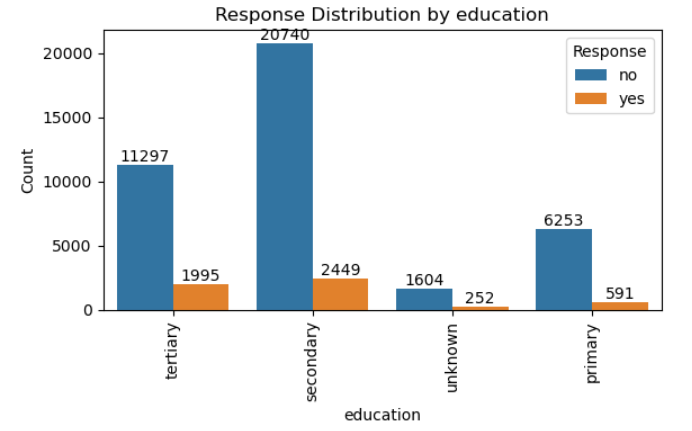 Response Distribution by education
Count
20000
15000
10000
5000
0
Response
no
yes
11297
1995
20740
2449
1604
252
6253
591
tertiary
secondary
unknown
primary
education